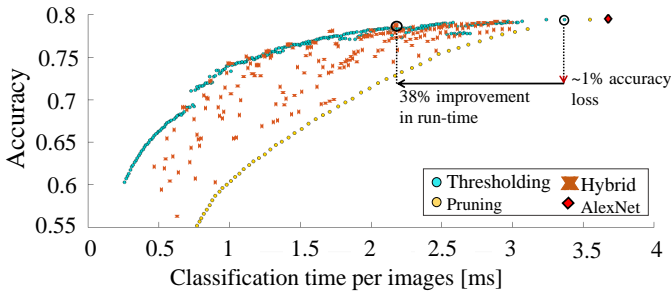 0.8
0.75
0.7
0.65
0.6
0.55
Accuracy
0
0.5
1
1.5
2
2.5
3
3.5
4
Classification time per images [ms]
38% improvement
in run-time
~1% accuracy
loss
Thresholding
Hybrid
Pruning
AlexNet